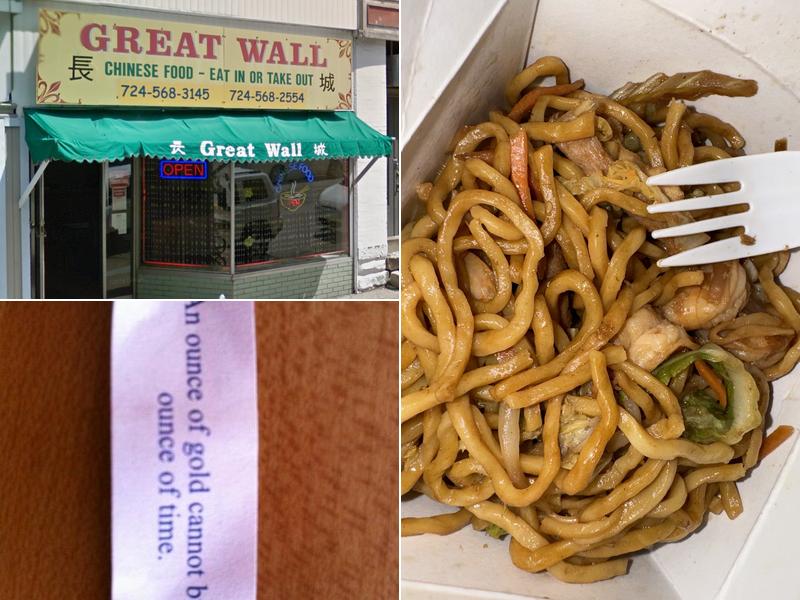 GREAT WALL
長 CHINESE FOOD - EAT IN OR TAKE OUT 城
724-568-3145 724-568-2554
長 Great Wall 城
OPEN
An ounce of gold cannot b
ounce of time.